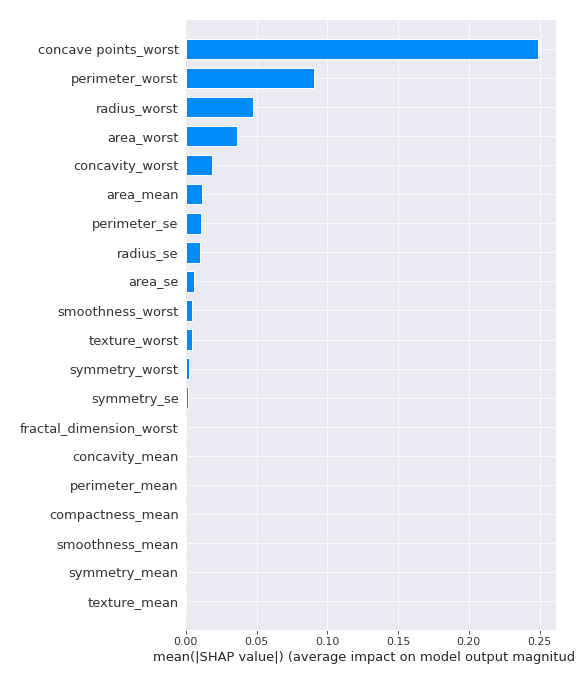 concave points_worst
perimeter_worst
radius_worst
area_worst
concavity_worst
area_mean
perimeter_se
radius_se
area_se
smoothness_worst
texture_worst
symmetry_worst
symmetry_se
fractal_dimension_worst
concavity_mean
perimeter_mean
compactness_mean
smoothness_mean
symmetry_mean
texture_mean
0.00 0.05 0.10 0.15 0.20 0.25
mean(|SHAP value|) (average impact on model output magnitud